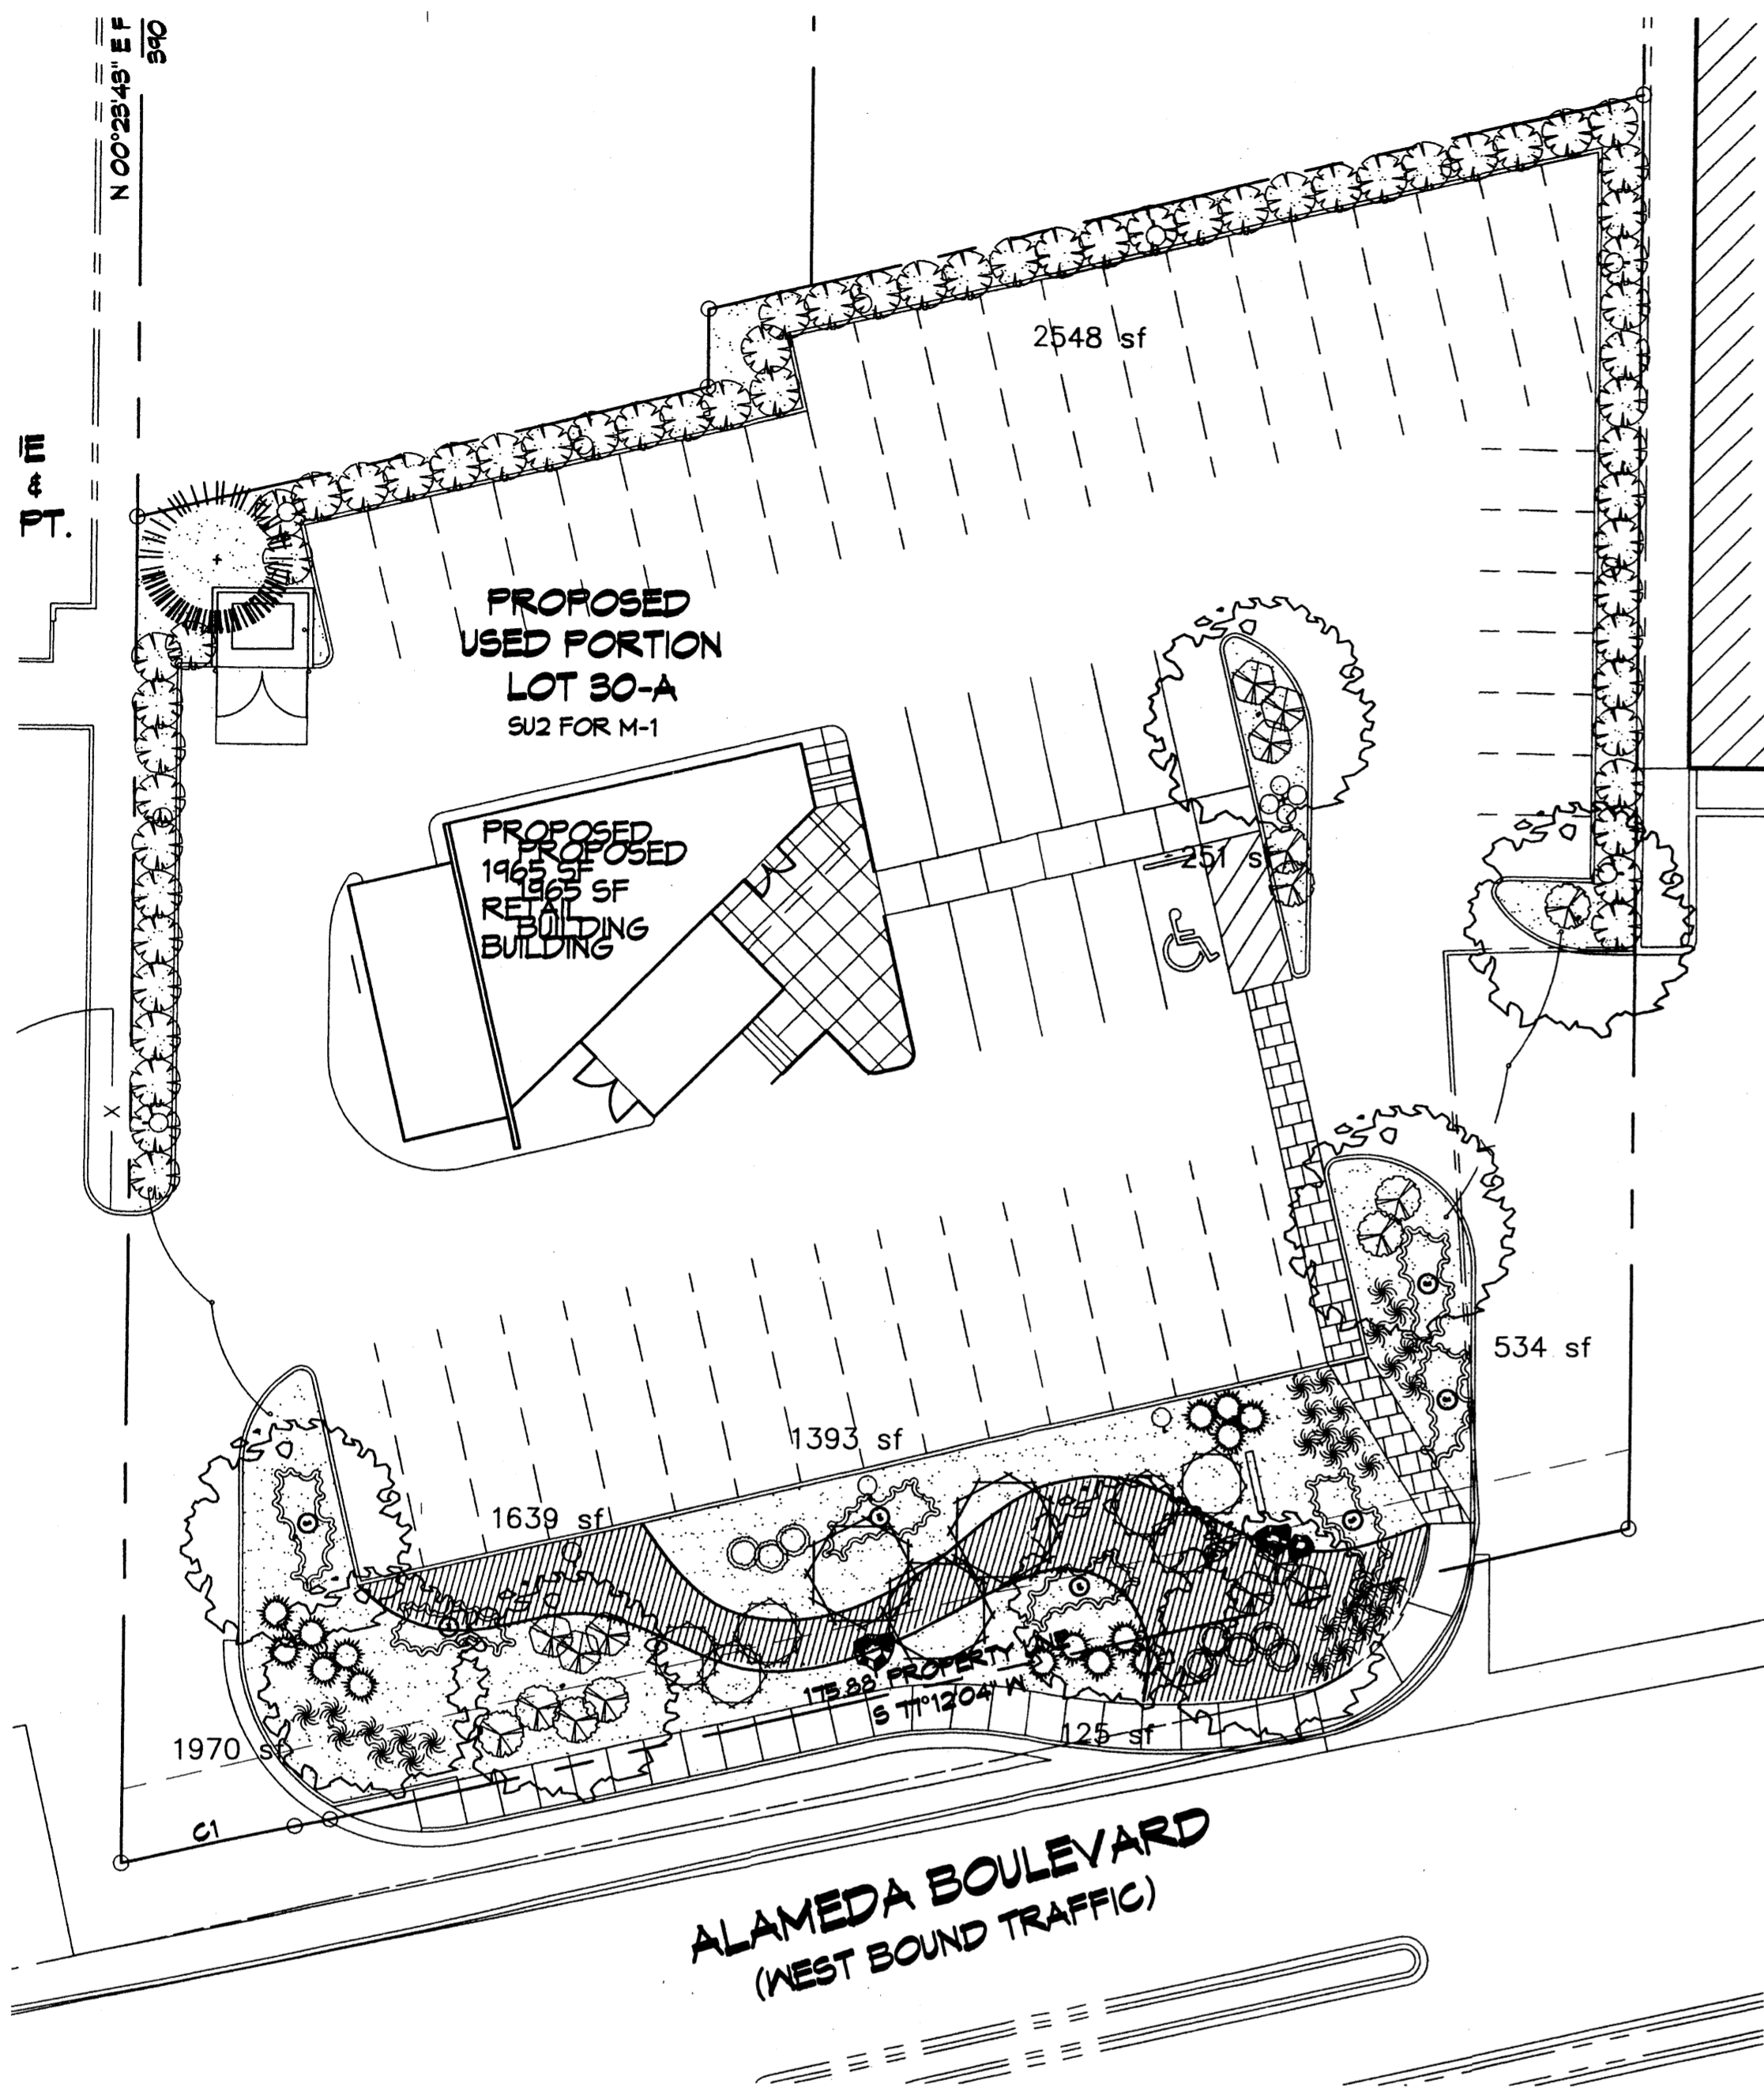 N 00°23'43" E F
390
E
&
PT.
2548 sf
PROPOSED
USED PORTION
LOT 30-A
SU2 FOR M-1
PROPOSED
PROPOSED
1965 SF
1965 SF
RETAIL
BUILDING
BUILDING
251 s
X
534 sf
1393 sf
1639 sf
175.88' PROPERTY LINE
S 77°12'04" W
125 sf
1970 sf
C1
ALAMEDA BOULEVARD
(WEST BOUND TRAFFIC)